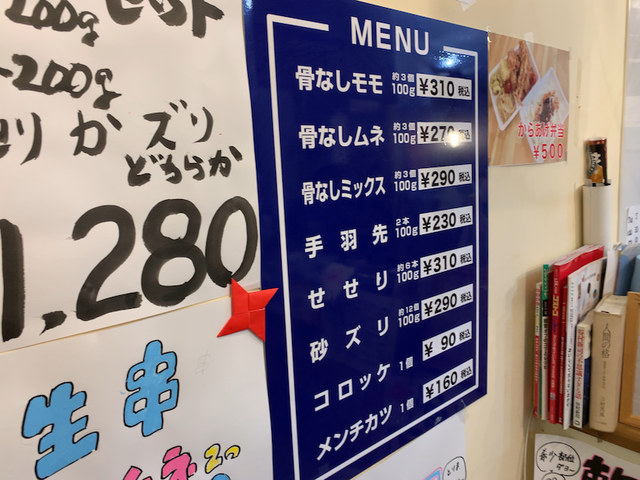 200g セット
200g
せせり か ズリ
どちらか
1,280
生串
MENU
骨なしモモ 約3個 100g ¥310 税込
骨なしムネ 約3個 100g ¥270 税込
骨なしミックス 約3個 100g ¥290 税込
手羽先 2本 100g ¥230 税込
せせり 約6本 100g ¥310 税込
砂ズリ 約12個 100g ¥290 税込
コロッケ 1個 ¥90 税込
メンチカツ 1個 ¥160 税込
からあげ弁当
¥500